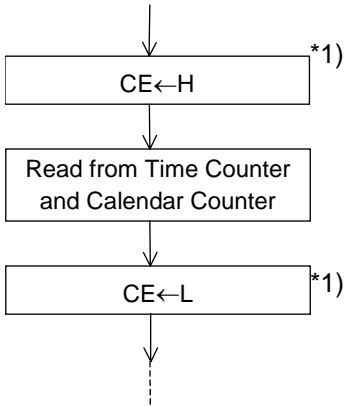 *1)
CE←H
Read from Time Counter
and Calendar Counter
*1)
CE←L